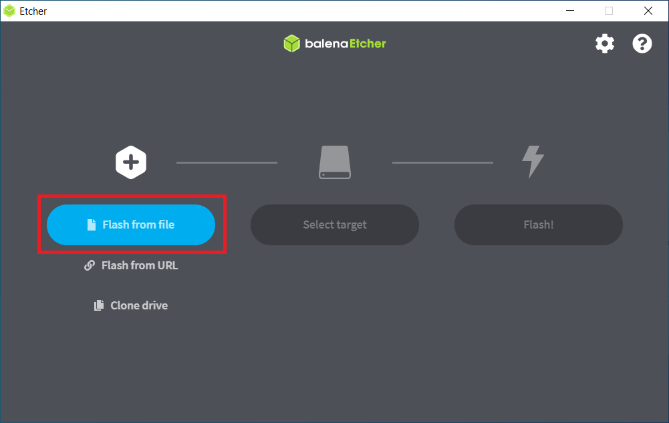 Etcher
balenaEtcher
Flash from file
Select target
Flash!
Flash from URL
Clone drive